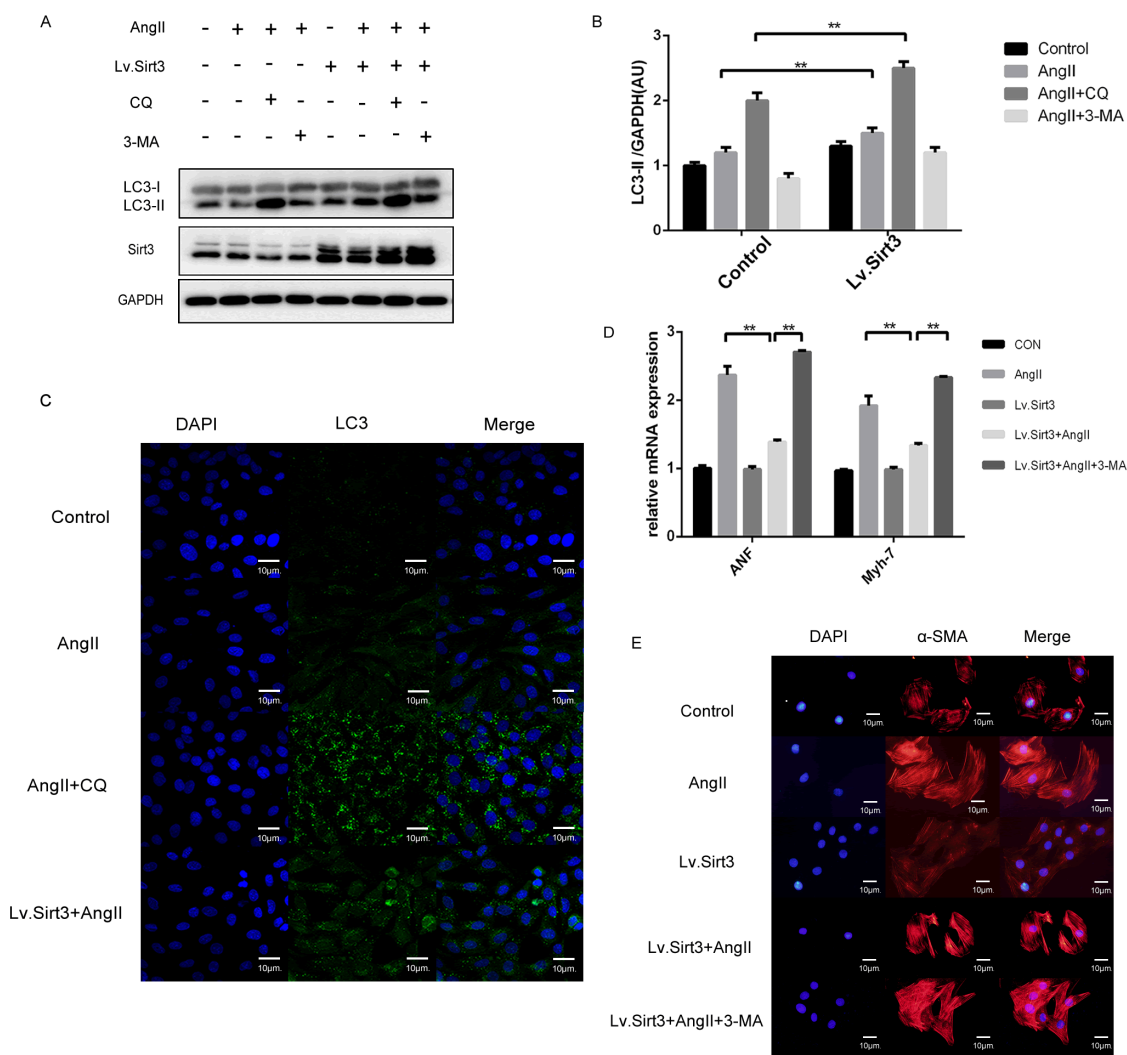 A
AngII - + + + - + + +
Lv.Sirt3 - - - - + + + +
CQ - - + - - - + -
3-MA - - - + - - - +
LC3-I
LC3-II
Sirt3
GAPDH
B
LC3-II /GAPDH(AU)
3
2
1
0
**
**
Control
Lv.Sirt3
Control
AngII
AngII+CQ
AngII+3-MA
C
DAPI LC3 Merge
Control
10μm. 10μm. 10μm.
AngII
10μm. 10μm. 10μm.
AngII+CQ
10μm. 10μm. 10μm.
Lv.Sirt3+AngII
10μm. 10μm. 10μm.
D
relative mRNA expression
3
2
1
0
** ** ** **
ANF
Myh-7
CON
AngII
Lv.Sirt3
Lv.Sirt3+AngII
Lv.Sirt3+AngII+3-MA
E
DAPI α-SMA Merge
Control
10μm. 10μm. 10μm.
AngII
10μm. 10μm. 10μm.
Lv.Sirt3
10μm. 10μm. 10μm.
Lv.Sirt3+AngII
10μm. 10μm. 10μm.
Lv.Sirt3+AngII+3-MA
10μm. 10μm. 10μm.